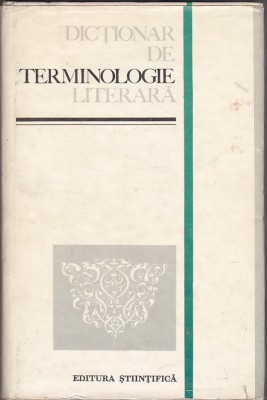 DICȚIONAR
DE
TERMINOLOGIE
LITERARĂ
EDITURA ȘTIINȚIFICĂ